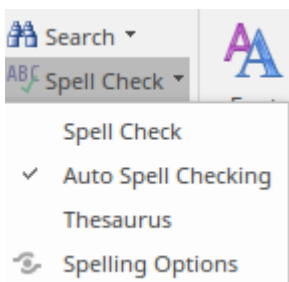 Search
ABC Spell Check
Spell Check
Auto Spell Checking
Thesaurus
Spelling Options